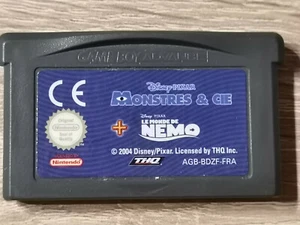 GAME BOY ADVANCE
Disney·PIXAR
MONSTRES & CIE
+
DISNEY·PIXAR
LE MONDE DE
NEMO
Nintendo
© 2004 Disney/Pixar. Licensed by THQ Inc.
THQ
AGB-BDZF-FRA